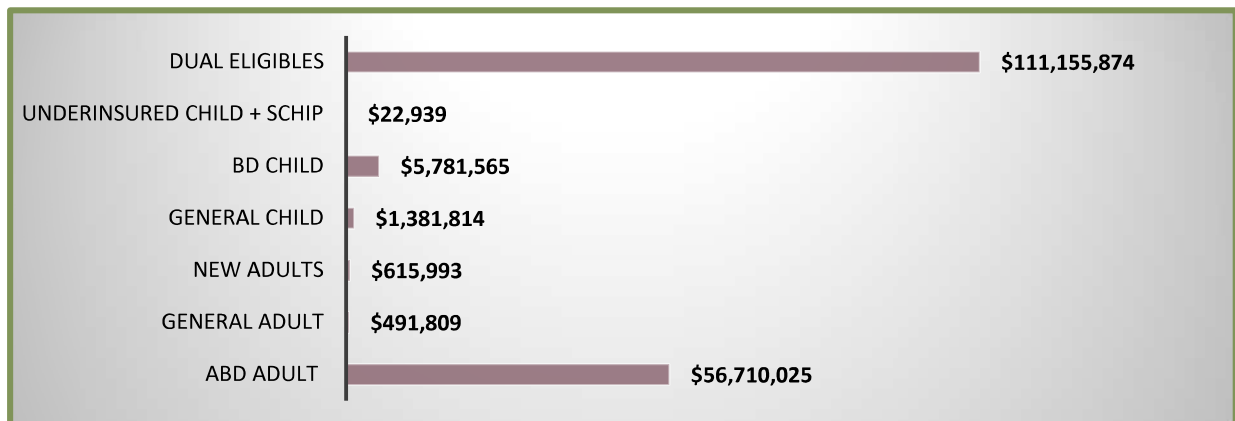 DUAL ELIGIBLES $111,155,874
UNDERINSURED CHILD + SCHIP $22,939
BD CHILD $5,781,565
GENERAL CHILD $1,381,814
NEW ADULTS $615,993
GENERAL ADULT $491,809
ABD ADULT $56,710,025